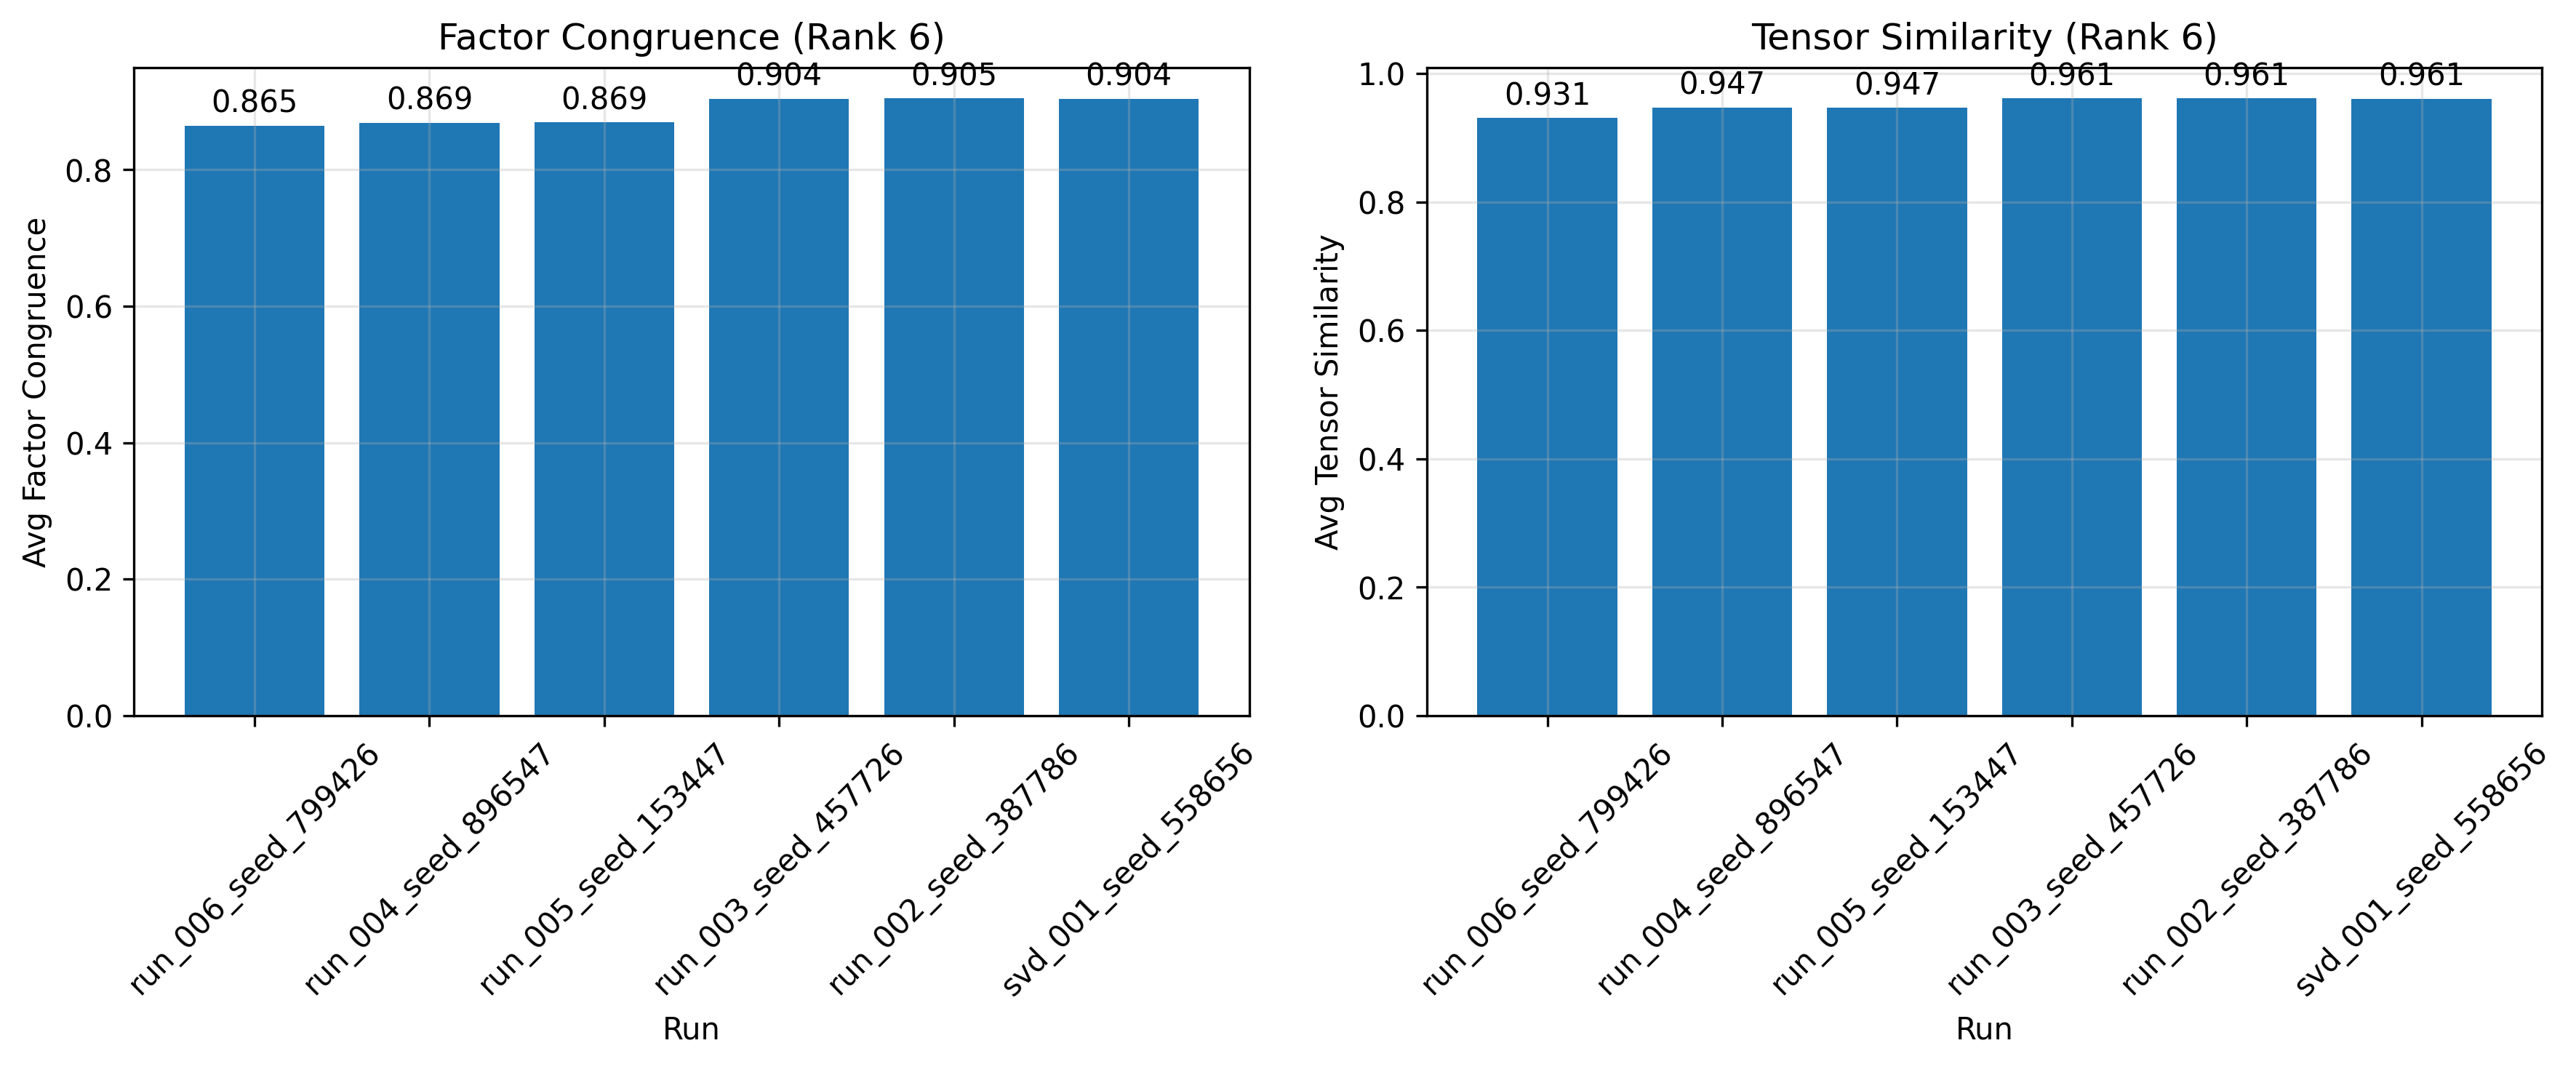 Factor Congruence (Rank 6)
0.865
0.869
0.869
0.904
0.905
0.904
Avg Factor Congruence
0.8
0.6
0.4
0.2
0.0
run_006_seed_799426
run_004_seed_896547
run_005_seed_153447
run_003_seed_457726
run_002_seed_387786
svd_001_seed_558656
Run
Tensor Similarity (Rank 6)
0.931
0.947
0.947
0.961
0.961
0.961
Avg Tensor Similarity
1.0
0.8
0.6
0.4
0.2
0.0
run_006_seed_799426
run_004_seed_896547
run_005_seed_153447
run_003_seed_457726
run_002_seed_387786
svd_001_seed_558656
Run